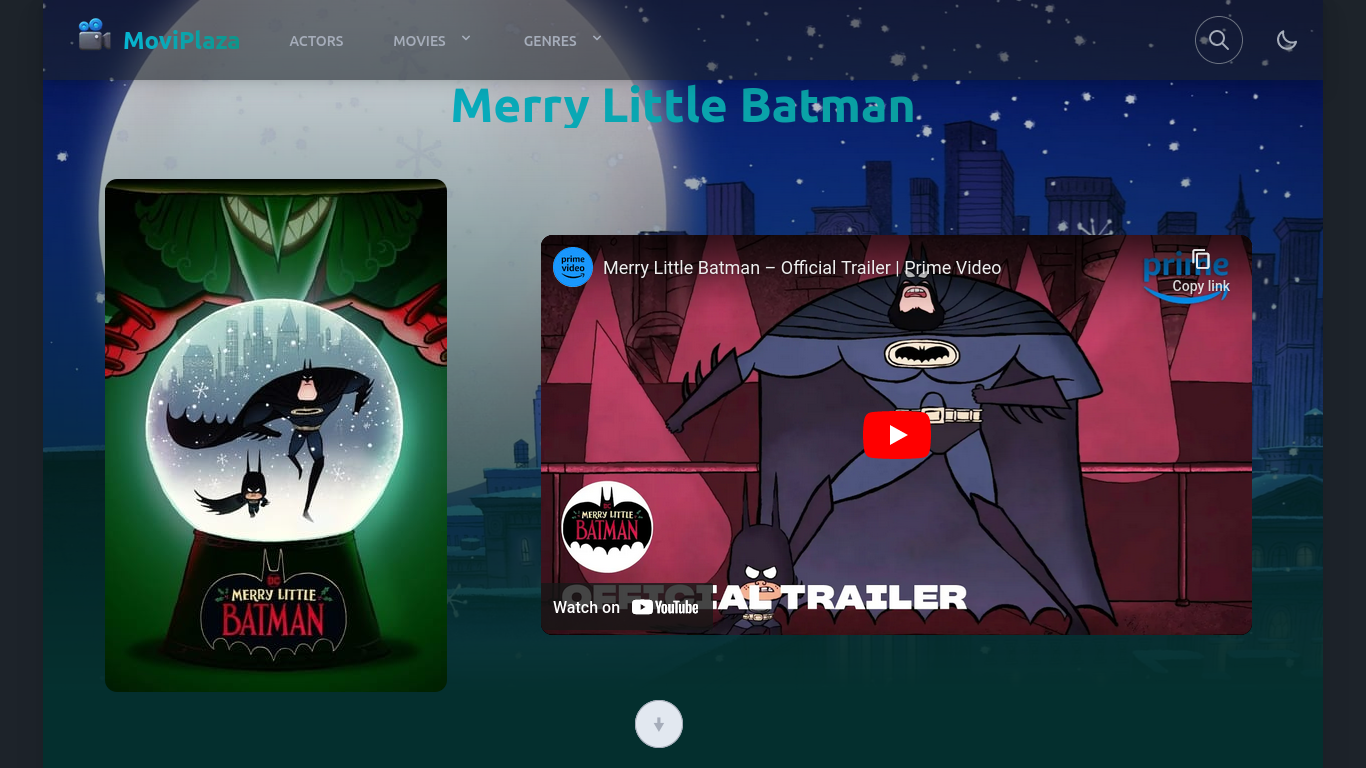 MoviPlaza
ACTORS
MOVIES
GENRES
Merry Little Batman
prime video
Merry Little Batman – Official Trailer | Prime Video
prime
Copy link
DC
MERRY LITTLE
BATMAN
OFFICIAL TRAILER
Watch on YouTube
DC
MERRY LITTLE
BATMAN